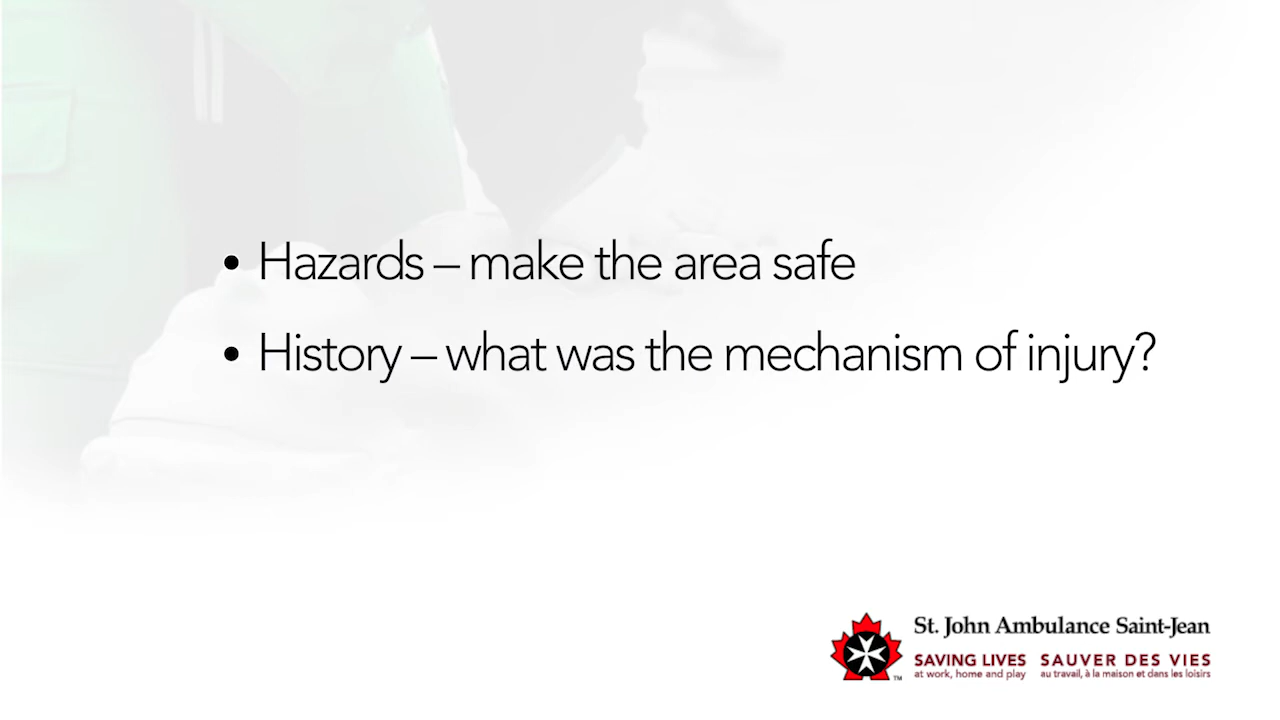 • Hazards – make the area safe
• History – what was the mechanism of injury?
St. John Ambulance Saint-Jean
SAVING LIVES SAUVER DES VIES
at work, home and play au travail, à la maison et dans les loisirs
TM